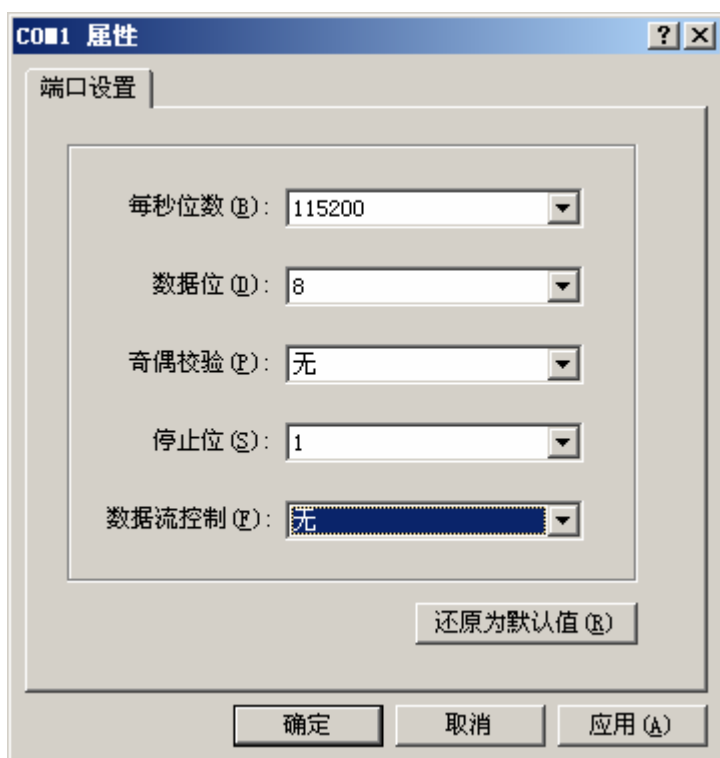 COM1 属性
端口设置
每秒位数(B): 115200
数据位(D): 8
奇偶校验(P): 无
停止位(S): 1
数据流控制(F): 无
还原为默认值(R)
确定 取消 应用(A)